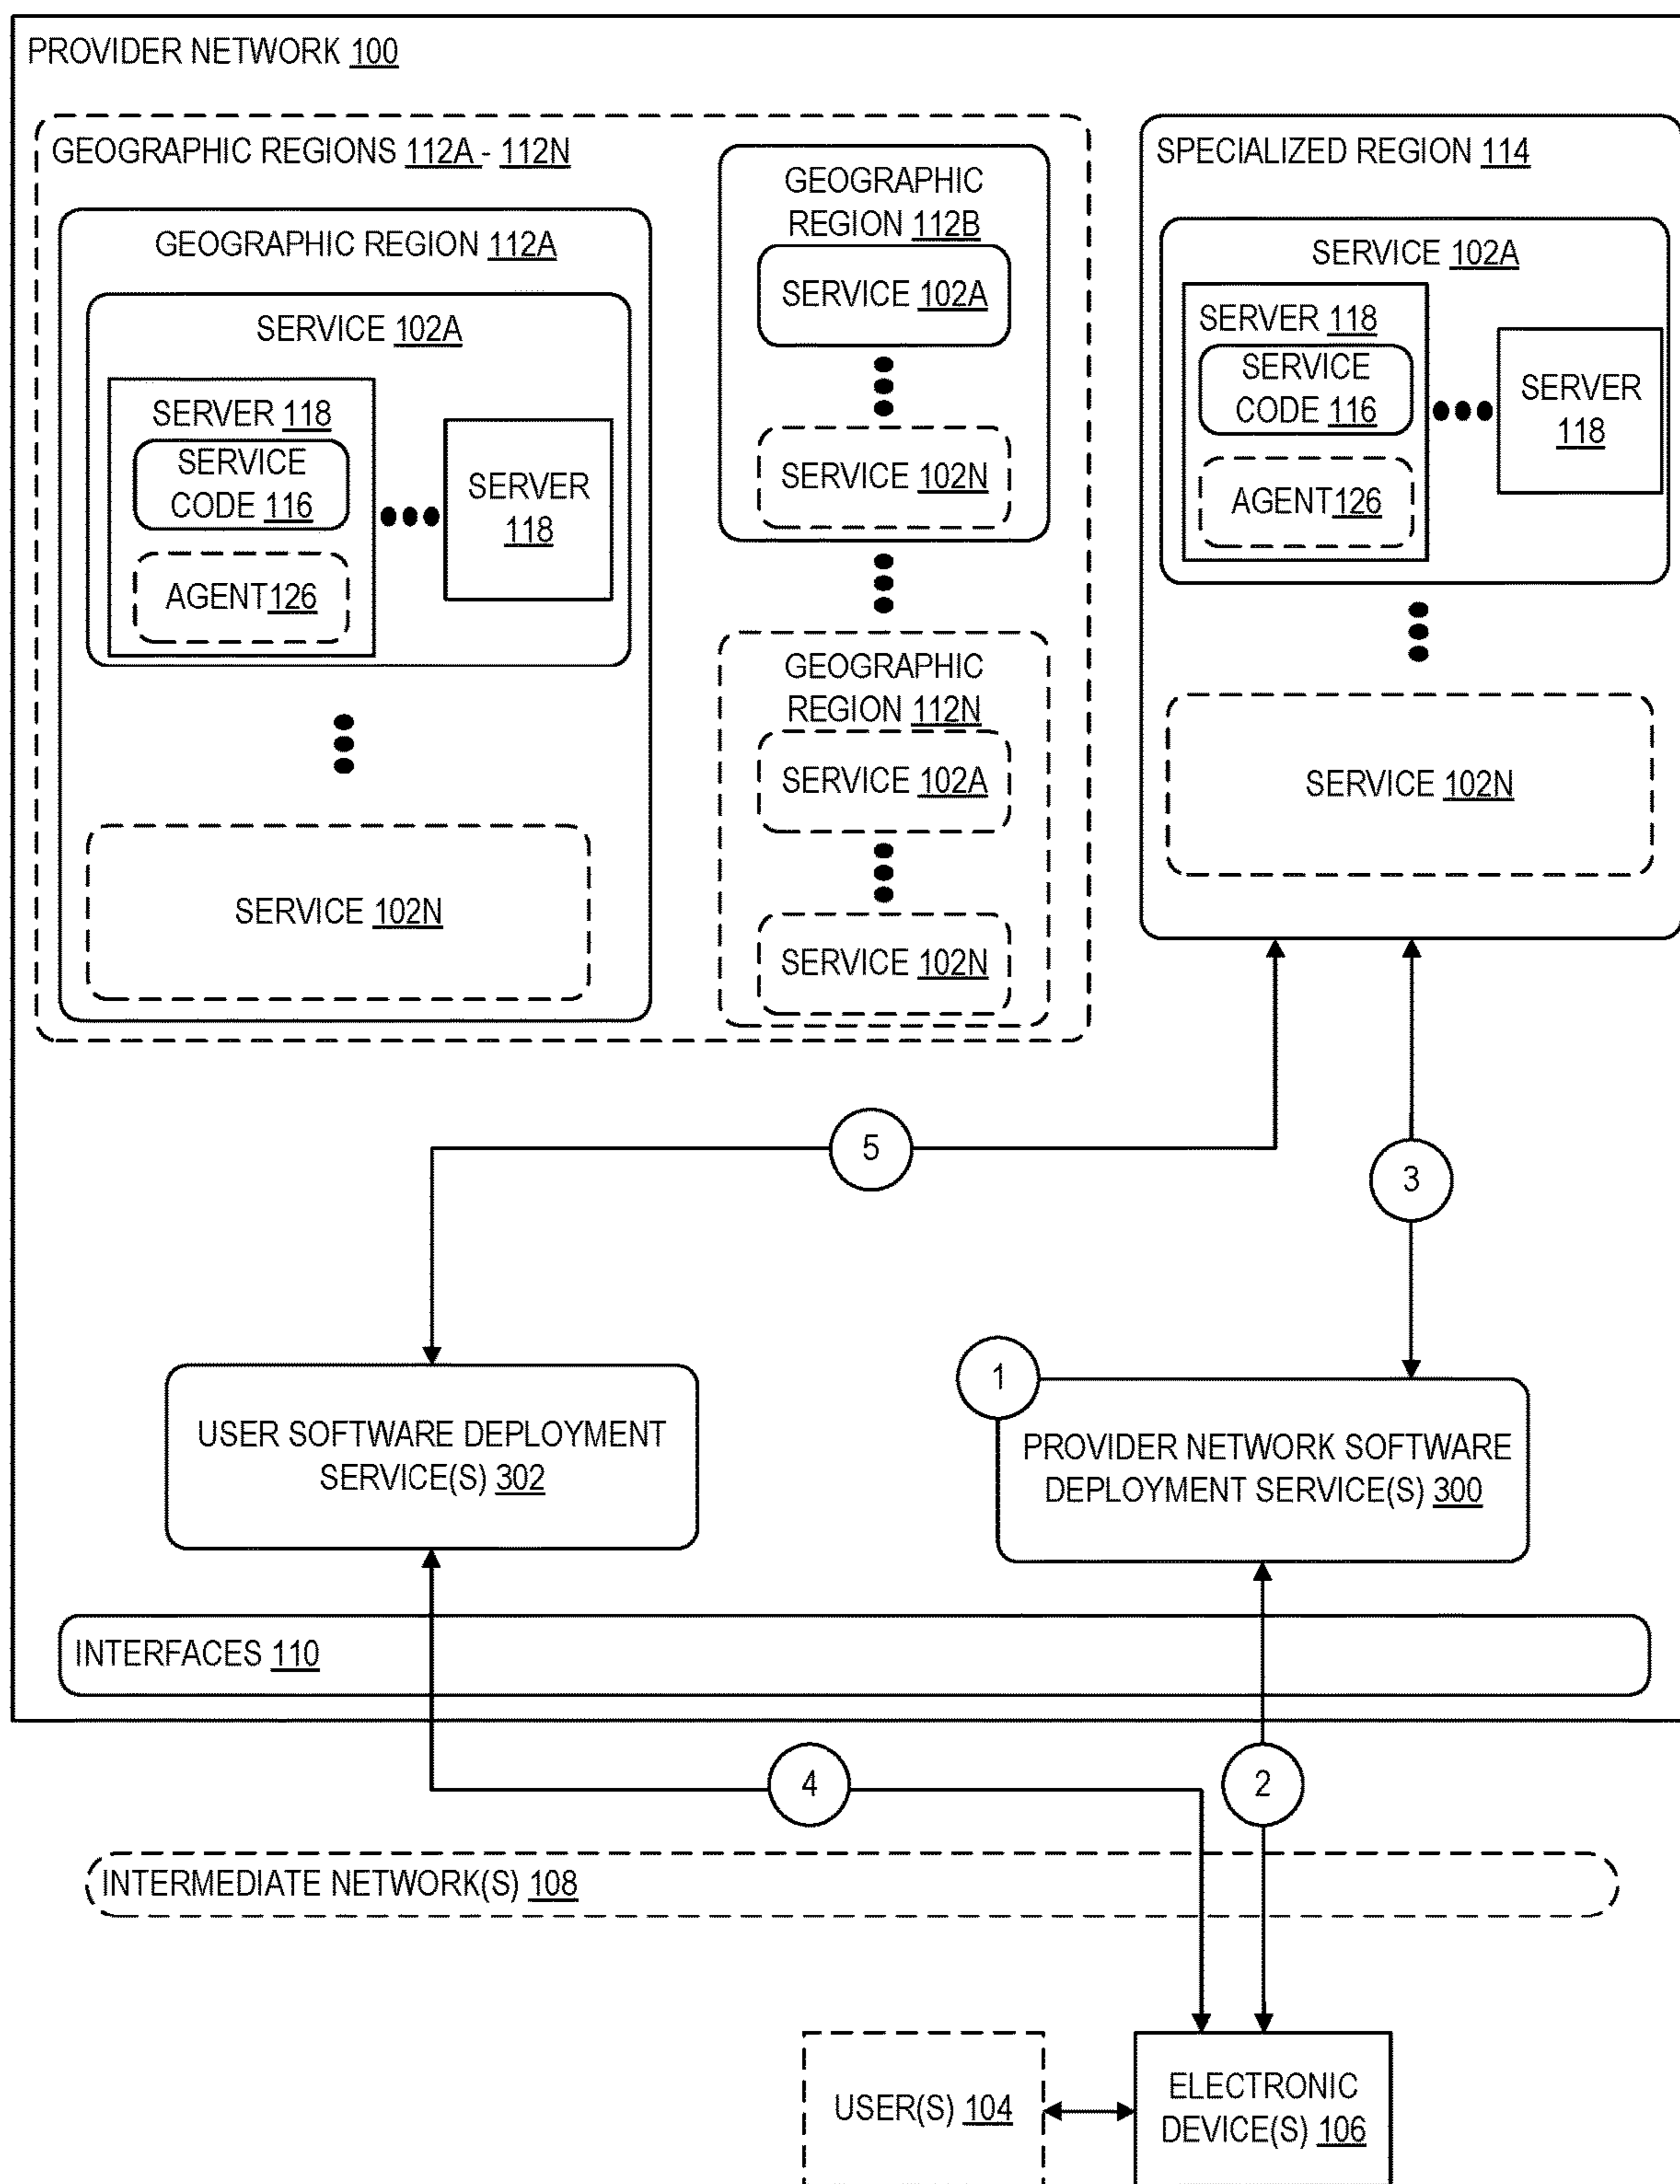 PROVIDER NETWORK 100
GEOGRAPHIC REGIONS 112A - 112N
GEOGRAPHIC REGION 112A
SERVICE 102A
SERVER 118
SERVICE
CODE 116
AGENT126
SERVER
118
SERVICE 102N
GEOGRAPHIC
REGION 112B
SERVICE 102A
SERVICE 102N
GEOGRAPHIC
REGION 112N
SERVICE 102A
SERVICE 102N
SPECIALIZED REGION 114
SERVICE 102A
SERVER 118
SERVICE
CODE 116
AGENT126
SERVER
118
SERVICE 102N
5
3
1
USER SOFTWARE DEPLOYMENT
SERVICE(S) 302
PROVIDER NETWORK SOFTWARE
DEPLOYMENT SERVICE(S) 300
INTERFACES 110
4
2
INTERMEDIATE NETWORK(S) 108
USER(S) 104
ELECTRONIC
DEVICE(S) 106